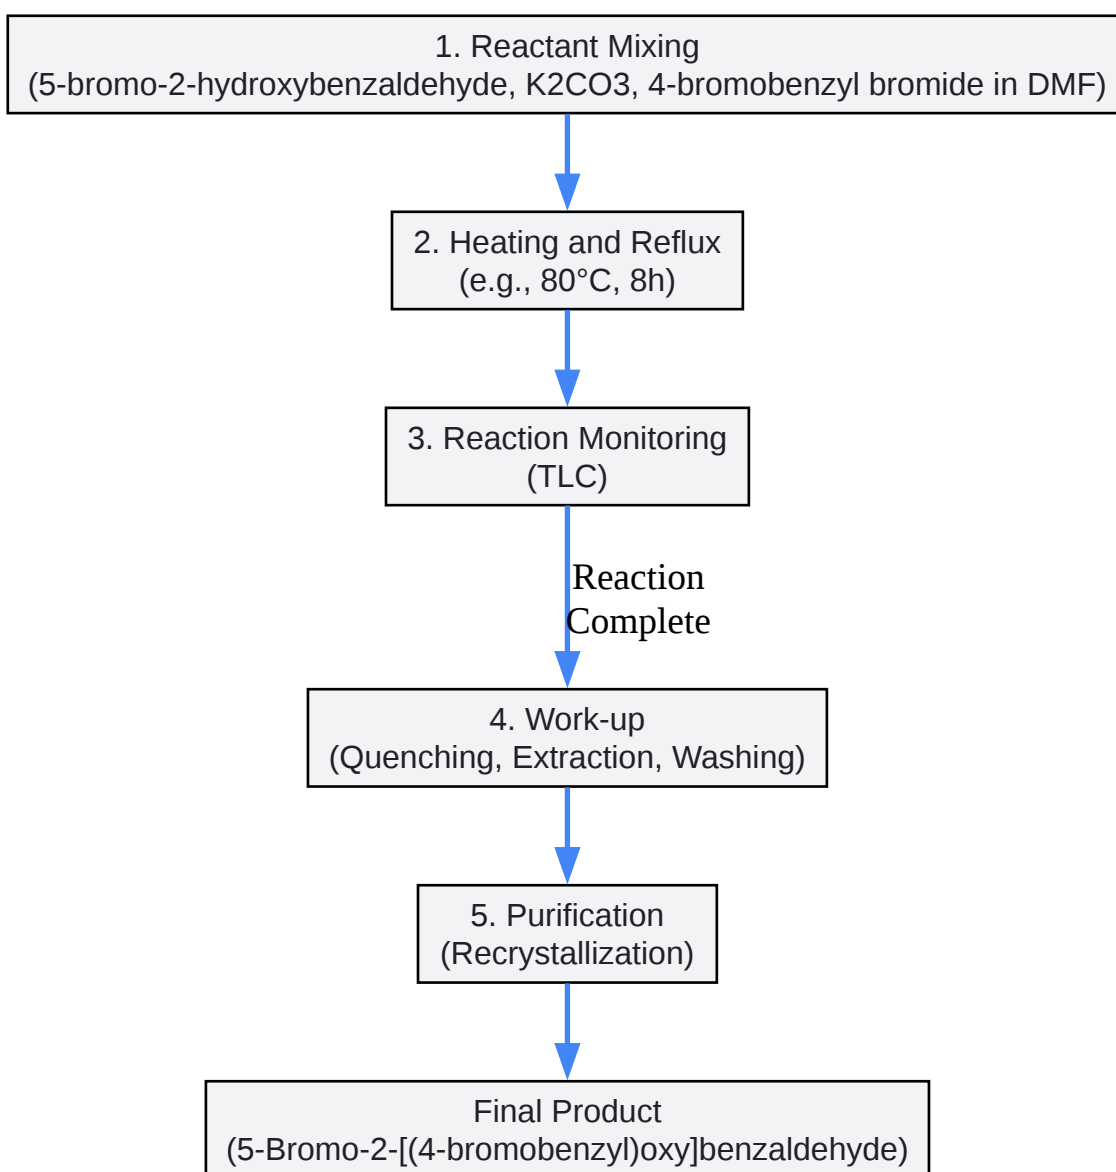 1. Reactant Mixing
(5-bromo-2-hydroxybenzaldehyde, K2CO3, 4-bromobenzyl bromide in DMF)
2. Heating and Reflux
(e.g., 80°C, 8h)
3. Reaction Monitoring
(TLC)
Reaction
Complete
4. Work-up
(Quenching, Extraction, Washing)
5. Purification
(Recrystallization)
Final Product
(5-Bromo-2-[(4-bromobenzyl)oxy]benzaldehyde)